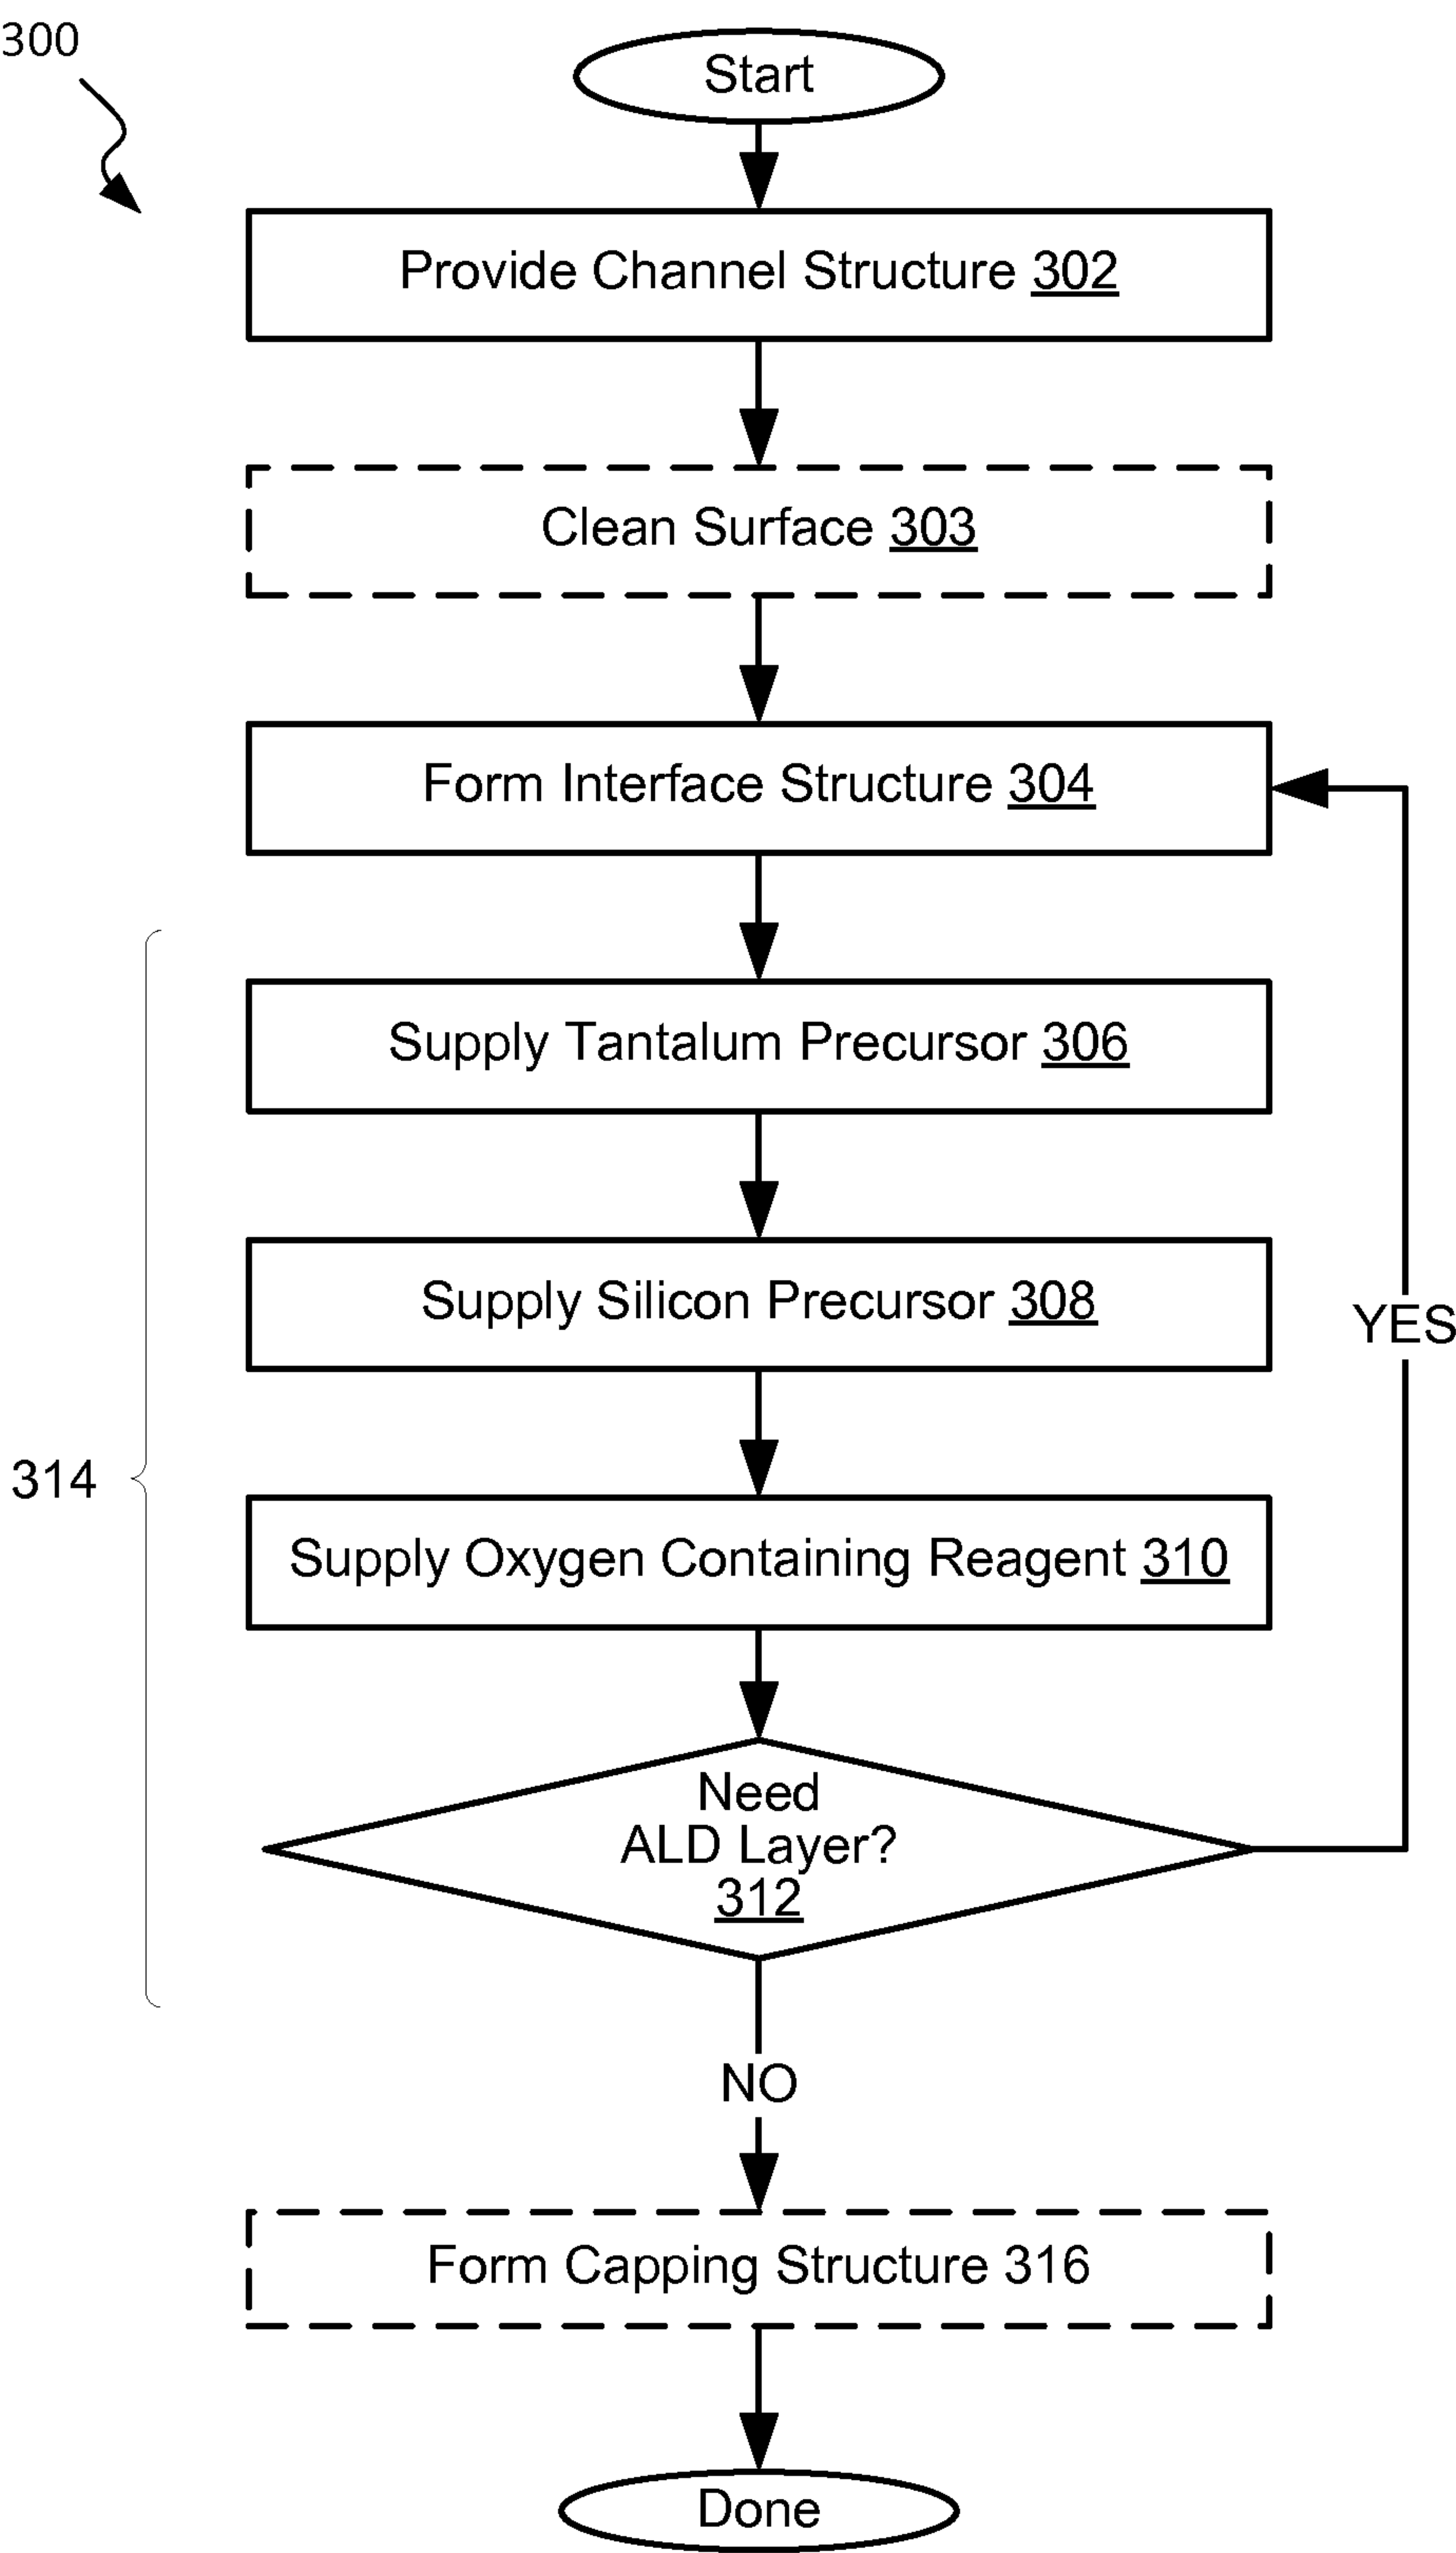 300
Start
Provide Channel Structure 302
Clean Surface 303
Form Interface Structure 304
Supply Tantalum Precursor 306
Supply Silicon Precursor 308
YES
314
Supply Oxygen Containing Reagent 310
Need
ALD Layer?
312
NO
Form Capping Structure 316
Done